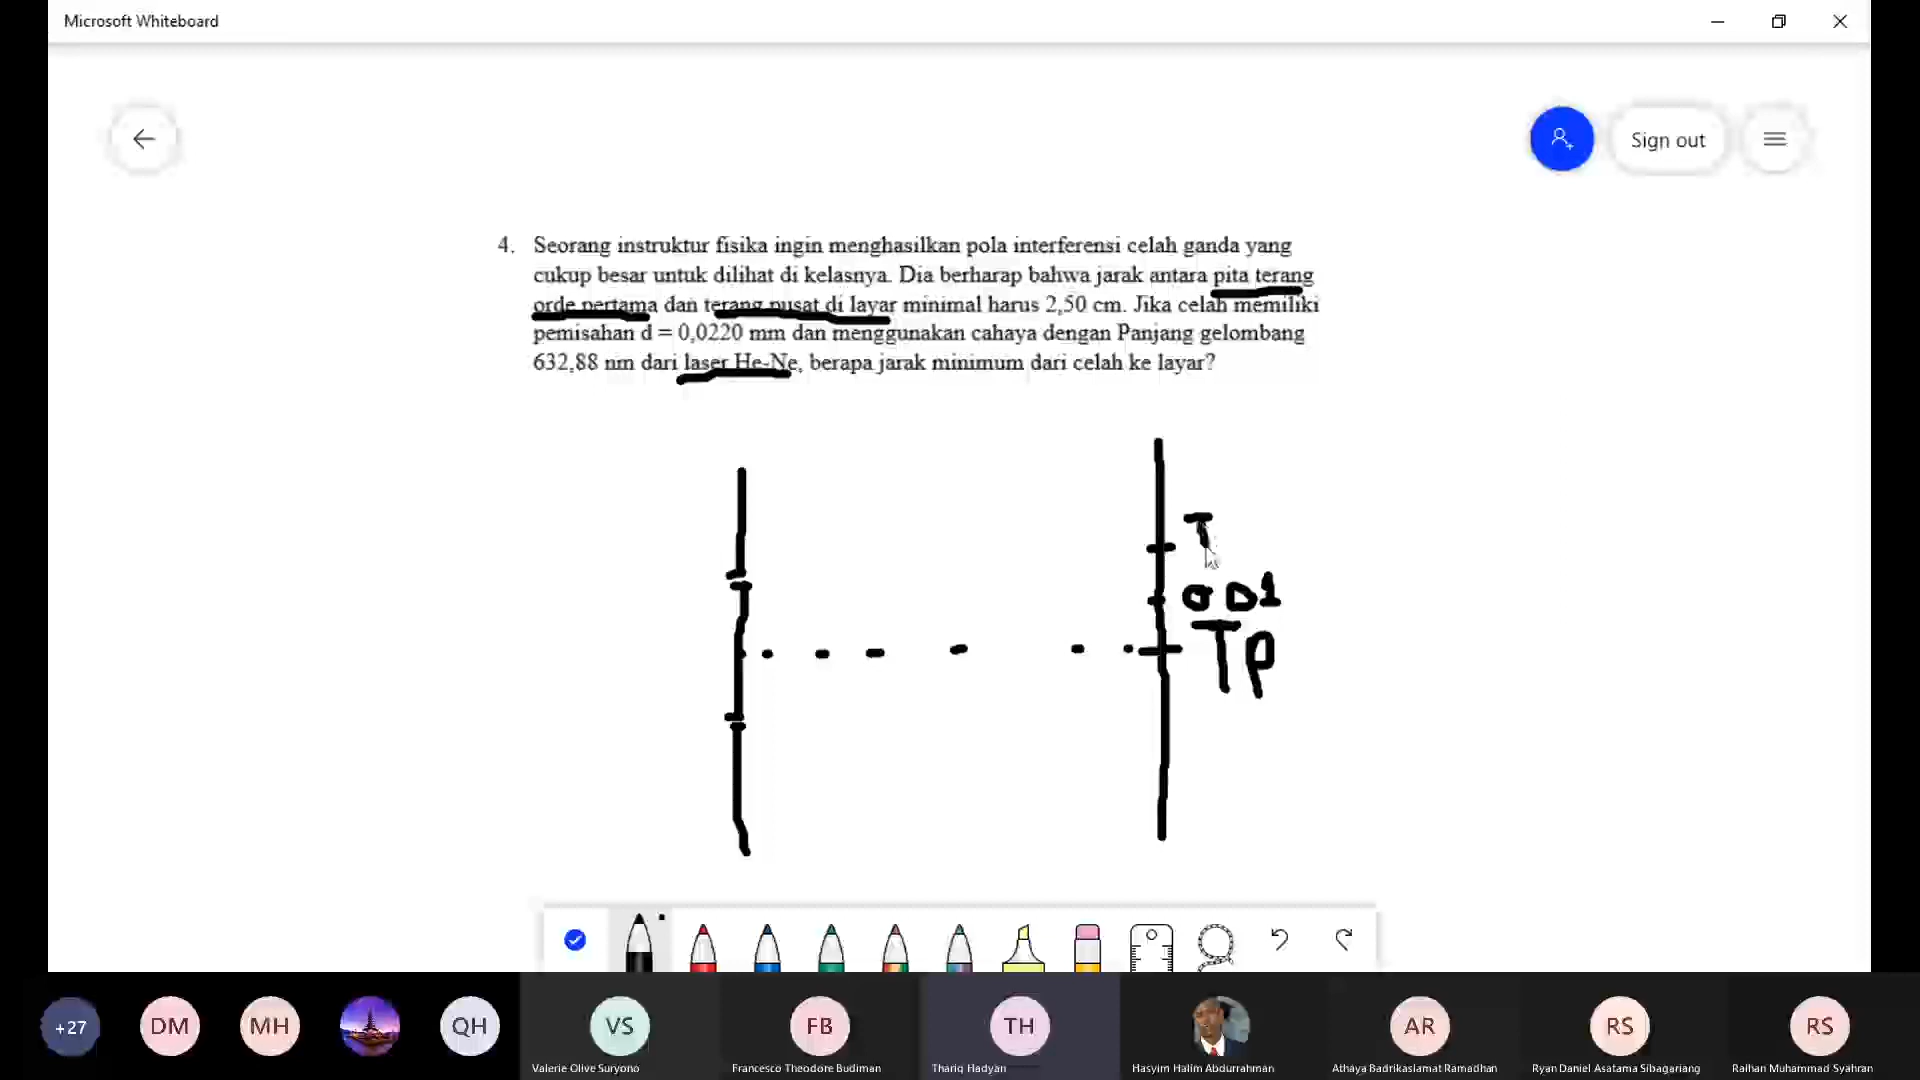 Microsoft Whiteboard
Sign out
4. Seorang instruktur fisika ingin menghasilkan pola interferensi celah ganda yang
cukup besar untuk dilihat di kelasnya. Dia berharap bahwa jarak antara pita terang
orde pertama dan terang pusat di layar minimal harus 2,50 cm. Jika celah memiliki
pemisahan d = 0,0220 mm dan menggunakan cahaya dengan Panjang gelombang
632,88 nm dari laser He-Ne, berapa jarak minimum dari celah ke layar?
T
OD1
TP
+27
DM
MH
QH
VS
FB
TH
AR
RS
RS
Valerie Olive Suryono
Francesco Theodore Budiman
Thariq Hadyan
Hasyim Halim Abdurrahman
Athaya Badrikaslamat Ramadhan
Ryan Daniel Asatama Sibagariang
Raihan Muhammad Syahran